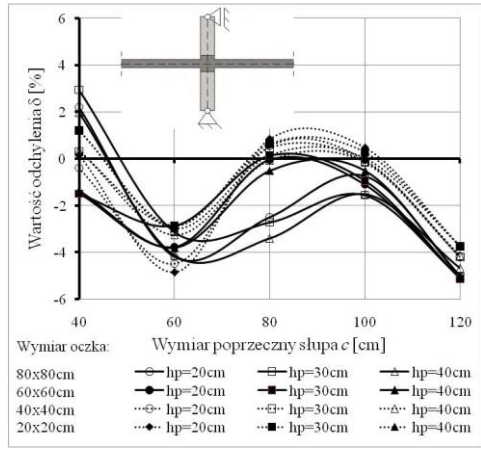 6
4
2
0
-2
-4
-6
Wartość odchylenia δ [%]
40 60 80 100 120
Wymiar oczka:
Wymiar poprzeczny słupa c [cm]
80x80cm hp=20cm hp=30cm hp=40cm
60x60cm hp=20cm hp=30cm hp=40cm
40x40cm hp=20cm hp=30cm hp=40cm
20x20cm hp=20cm hp=30cm hp=40cm